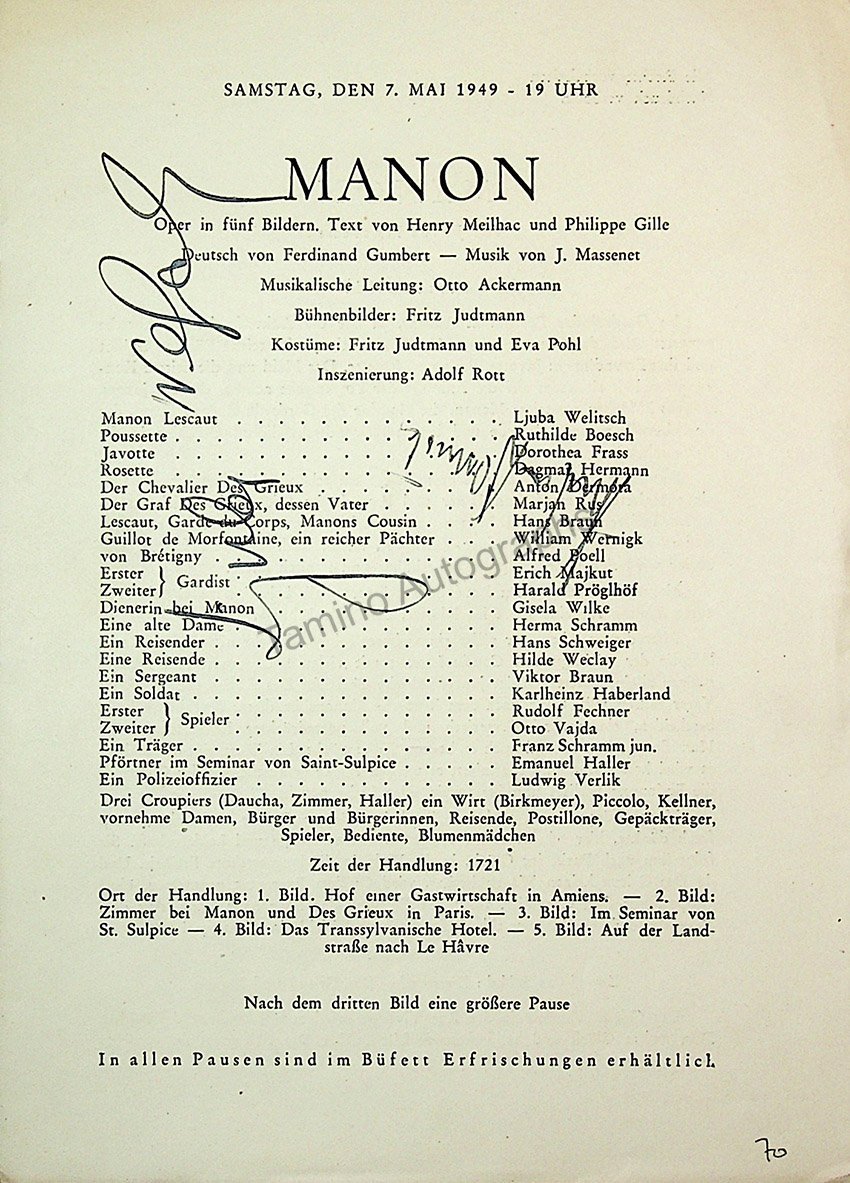 SAMSTAG, DEN 7. MAI 1949 - 19 UHR
MANON
Oper in fünf Bildern. Text von Henry Meilhac und Philippe Gille
Deutsch von Ferdinand Gumbert — Musik von J. Massenet
Musikalische Leitung: Otto Ackermann
Bühnenbilder: Fritz Judtmann
Kostüme: Fritz Judtmann und Eva Pohl
Inszenierung: Adolf Rott
Manon Lescaut . . . . . . . . . . . . . Ljuba Welitsch
Poussette . . . . . . . . . . . . . . . . Ruthilde Boesch
Javotte . . . . . . . . . . . . . . . . Dorothea Frass
Rosette . . . . . . . . . . . . . . . . Dagmar Hermann
Der Chevalier Des Grieux . . . . . . . . . Anton Dermota
Der Graf Des Grieux, dessen Vater . . . . . . Marjan Rus
Lescaut, Garde du Corps, Manons Cousin . . . . Hans Braun
Guillot de Morfontaine, ein reicher Pächter . . . William Wernigk
von Brétigny . . . . . . . . . . . . . . Alfred Poell
Erster } Gardist . . . . . . . . . . . . . Erich Majkut
Zweiter } . . . . . . . . . . . . . Harald Pröglhöf
Dienerin bei Manon . . . . . . . . . . . Gisela Wilke
Eine alte Dame . . . . . . . . . . . . . Herma Schramm
Ein Reisender . . . . . . . . . . . . . . Hans Schweiger
Eine Reisende . . . . . . . . . . . . . . Hilde Weclay
Ein Sergeant . . . . . . . . . . . . . . Viktor Braun
Ein Soldat . . . . . . . . . . . . . . . Karlheinz Haberland
Erster } Spieler . . . . . . . . . . . . . Rudolf Fechner
Zweiter } . . . . . . . . . . . . . Otto Vajda
Ein Träger . . . . . . . . . . . . . . . Franz Schramm jun.
Pförtner im Seminar von Saint-Sulpice . . . . . Emanuel Haller
Ein Polizeioffizier . . . . . . . . . . . . Ludwig Verlik
Drei Croupiers (Daucha, Zimmer, Haller) ein Wirt (Birkmeyer), Piccolo, Kellner,
vornehme Damen, Bürger und Bürgerinnen, Reisende, Postillone, Gepäckträger,
Spieler, Bediente, Blumenmädchen
Zeit der Handlung: 1721
Ort der Handlung: 1. Bild. Hof einer Gastwirtschaft in Amiens. — 2. Bild:
Zimmer bei Manon und Des Grieux in Paris. — 3. Bild: Im Seminar von
St. Sulpice — 4. Bild: Das Transsylvanische Hotel. — 5. Bild: Auf der Land-
straße nach Le Hâvre
Nach dem dritten Bild eine größere Pause
In allen Pausen sind im Büfett Erfrischungen erhältlich
70
Tamino Autographs